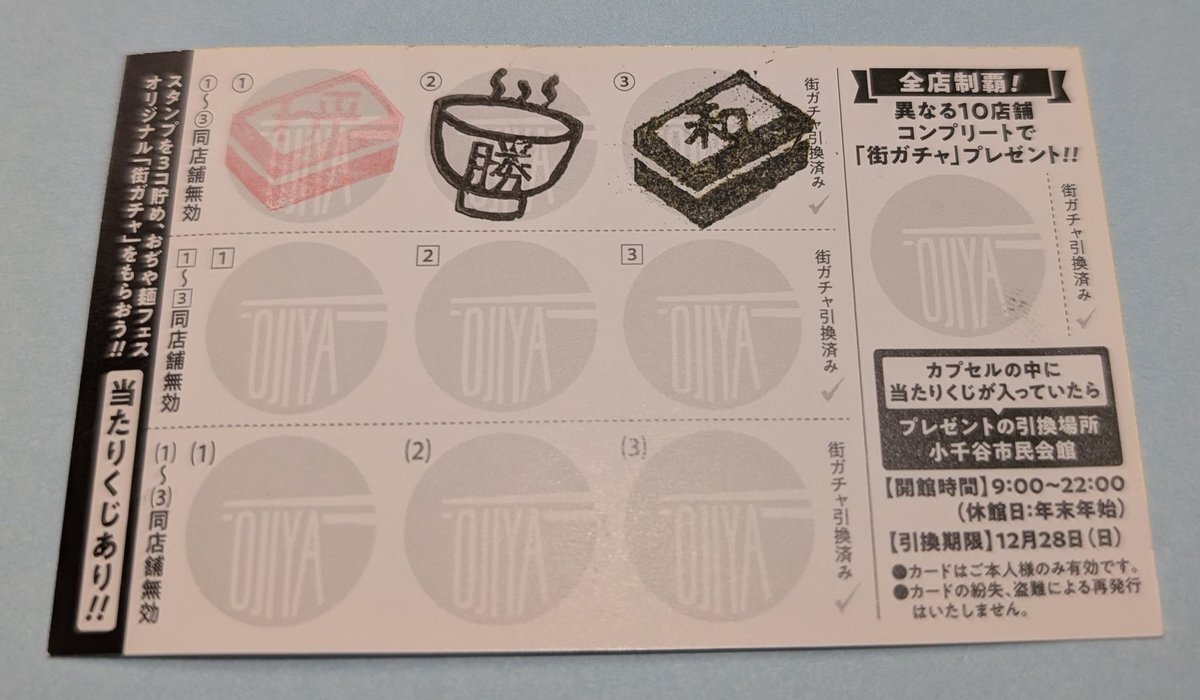 スタンプを3コ貯め、おぢや麺フェス
オリジナル「街ガチャ」をもらおう!!
当たりくじあり!!
①~③同店舗無効
①
OJIYA
②
勝
③
和
街ガチャ引換済み
1~3同店舗無効
1
OJIYA
2
OJIYA
3
OJIYA
街ガチャ引換済み
(1)~(3)同店舗無効
(1)
OJIYA
(2)
OJIYA
(3)
OJIYA
街ガチャ引換済み
全店制覇!
異なる10店舗
コンプリートで
「街ガチャ」プレゼント!!
OJIYA
街ガチャ引換済み
カプセルの中に
当たりくじが入っていたら
プレゼントの引換場所
小千谷市民会館
【開館時間】9:00~22:00
(休館日:年末年始)
【引換期限】12月28日(日)
●カードはご本人様のみ有効です。
●カードの紛失、盗難による再発行
はいたしません。